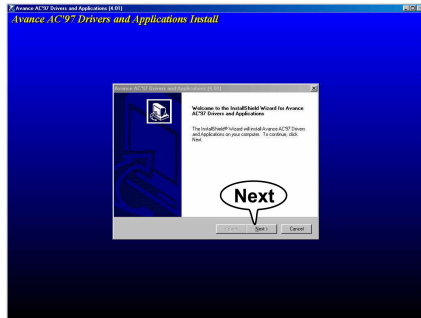 Avance AC'97 Drivers and Applications (4.01)
Avance AC'97 Drivers and Applications Install
Avance AC'97 Drivers and Applications (4.01)
Welcome to the InstallShield Wizard for Avance
AC'97 Drivers and Applications
The InstallShield® Wizard will install Avance AC'97 Drivers
and Applications on your computer. To continue, click
Next.
Next
< Back
Next >
Cancel